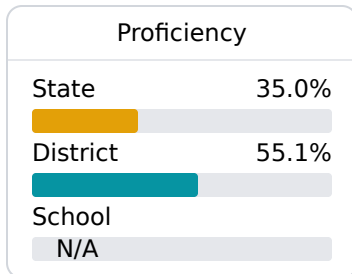 Proficiency
State 35.0%
District 55.1%
School
N/A